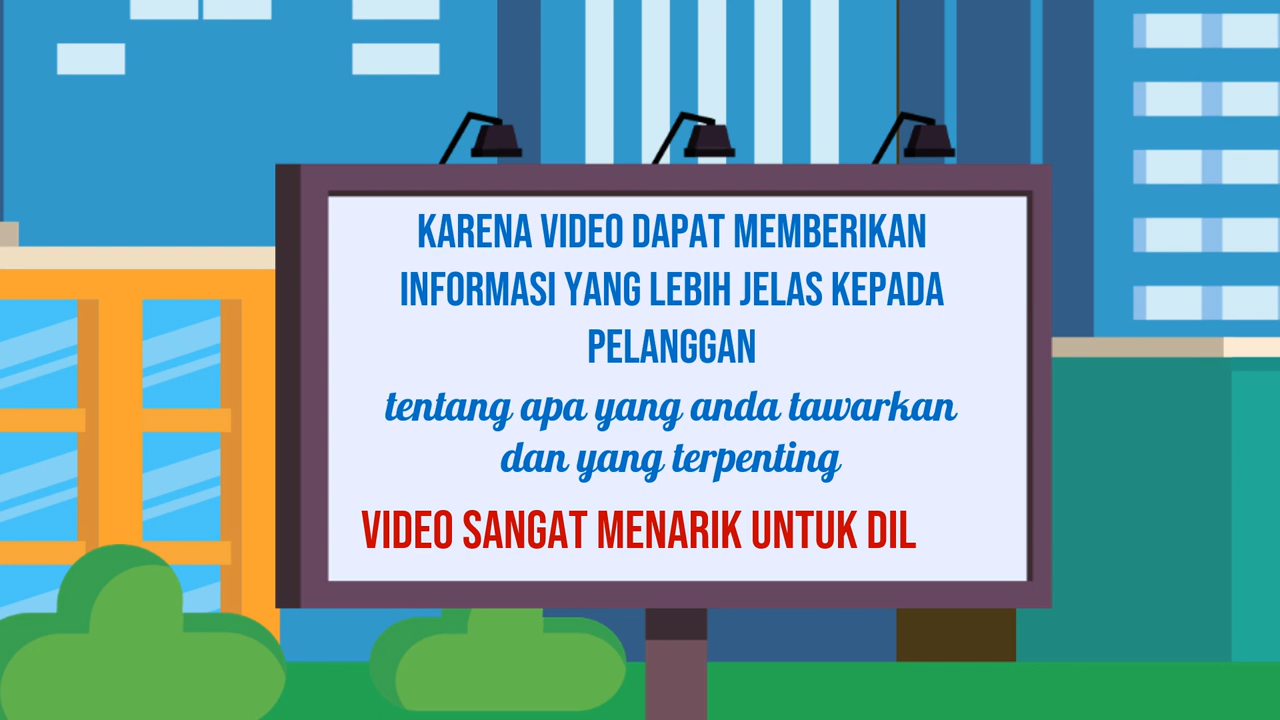 KARENA VIDEO DAPAT MEMBERIKAN
INFORMASI YANG LEBIH JELAS KEPADA
PELANGGAN
tentang apa yang anda tawarkan
dan yang terpenting
VIDEO SANGAT MENARIK UNTUK DIL